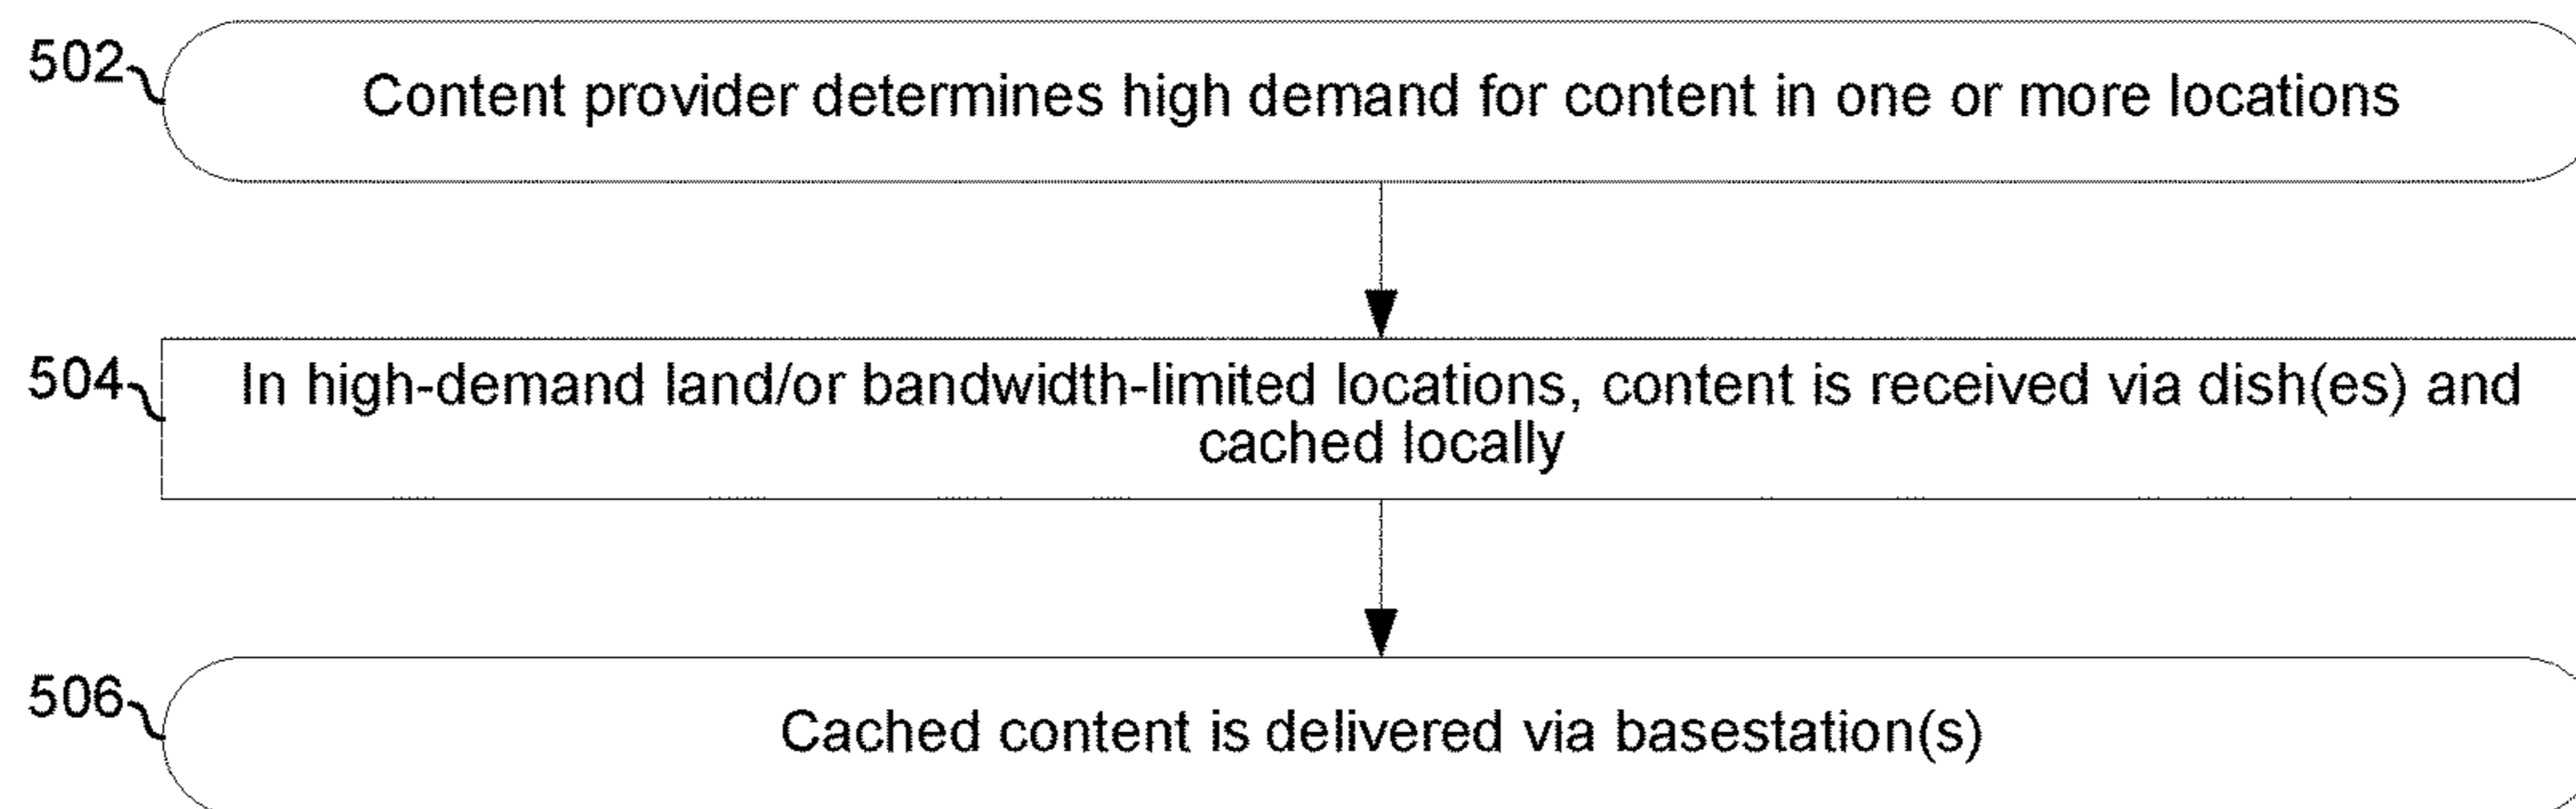 502
Content provider determines high demand for content in one or more locations
504
In high-demand land/or bandwidth-limited locations, content is received via dish(es) and
cached locally
506
Cached content is delivered via basestation(s)